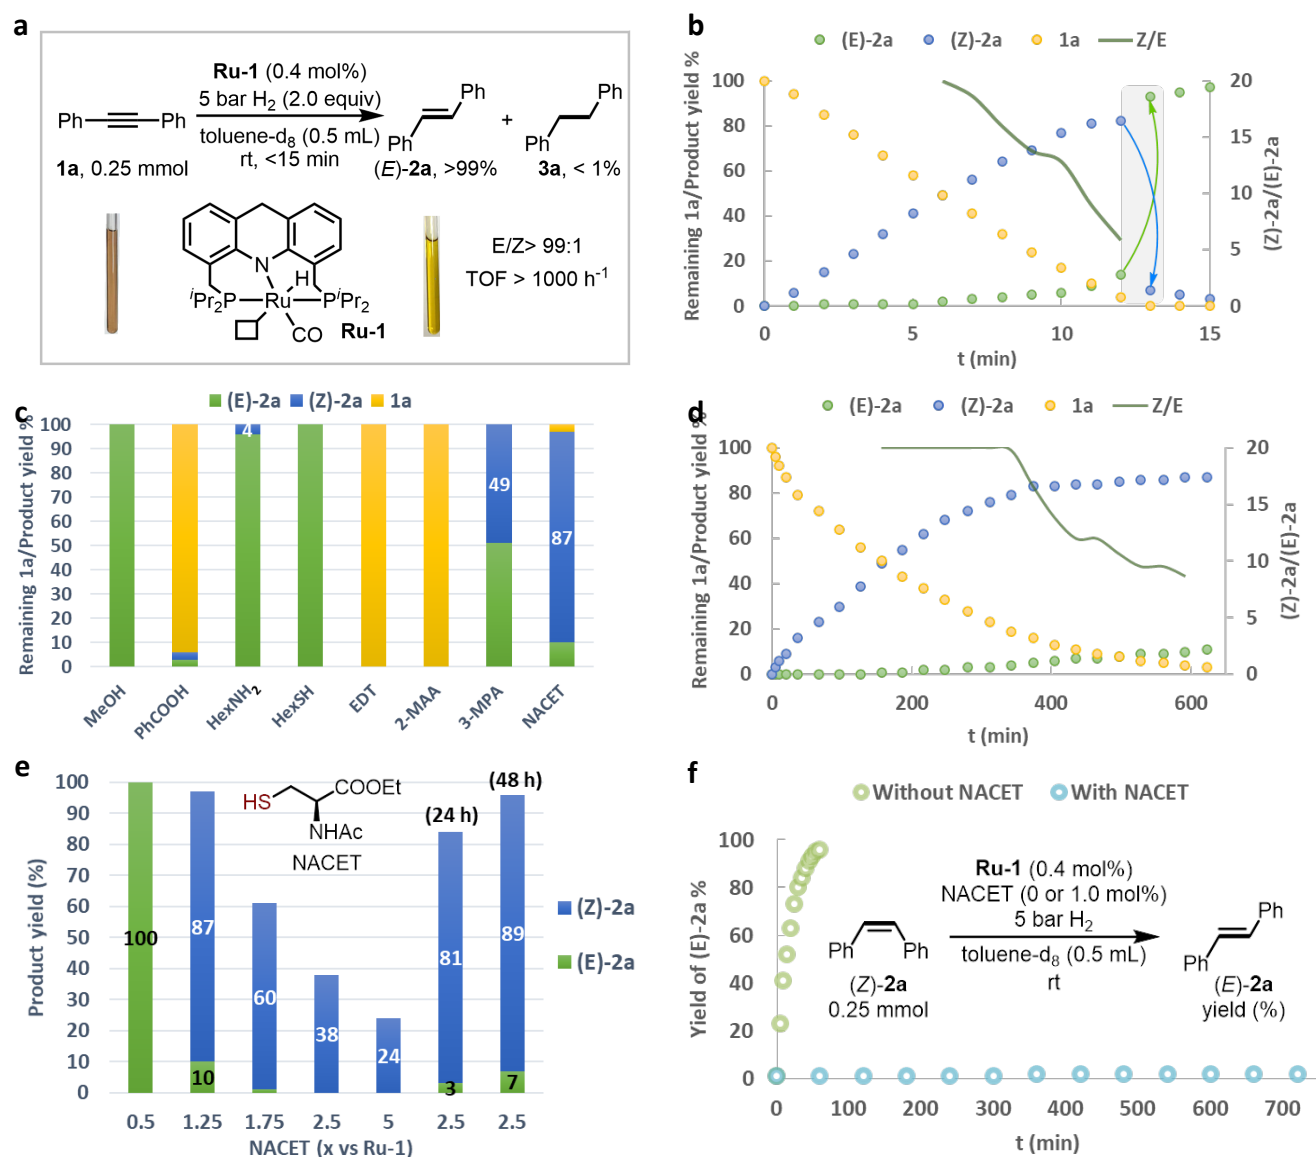 a
Ru-1 (0.4 mol%)
5 bar H2 (2.0 equiv)
toluene-d8 (0.5 mL)
rt, <15 min
Ph
Ph
1a, 0.25 mmol
Ph
Ph
(E)-2a, >99%
+
Ph
Ph
3a, < 1%
N
H
iPr2P
Ru
PiPr2
CO
Ru-1
E/Z> 99:1
TOF > 1000 h-1
b
(E)-2a (Z)-2a 1a Z/E
Remaining 1a/Product yield %
100
80
60
40
20
0
0 5 10 15
t (min)
20
15
10
5
0
(Z)-2a/(E)-2a
c
(E)-2a (Z)-2a 1a
Remaining 1a/Product yield %
100
90
80
70
60
50
40
30
20
10
0
4
49
87
MeOH
PhCOOH
HexNH2
HexSH
EDT
2-MAA
3-MPA
NACET
d
(E)-2a (Z)-2a 1a Z/E
Remaining 1a/Product yield %
100
80
60
40
20
0
0 200 400 600
t (min)
20
15
10
5
0
(Z)-2a/(E)-2a
e
Product yield (%)
100
90
80
70
60
50
40
30
20
10
0
HS
COOEt
NHAc
NACET
(24 h)
(48 h)
100
87
10
60
38
24
81
3
89
7
0.5 1.25 1.75 2.5 5 2.5 2.5
NACET (x vs Ru-1)
(Z)-2a
(E)-2a
f
Without NACET With NACET
Yield of (E)-2a %
100
80
60
40
20
0
0 100 200 300 400 500 600 700
t (min)
Ru-1 (0.4 mol%)
NACET (0 or 1.0 mol%)
5 bar H2
toluene-d8 (0.5 mL)
rt
Ph
Ph
(Z)-2a
0.25 mmol
Ph
Ph
(E)-2a
yield (%)